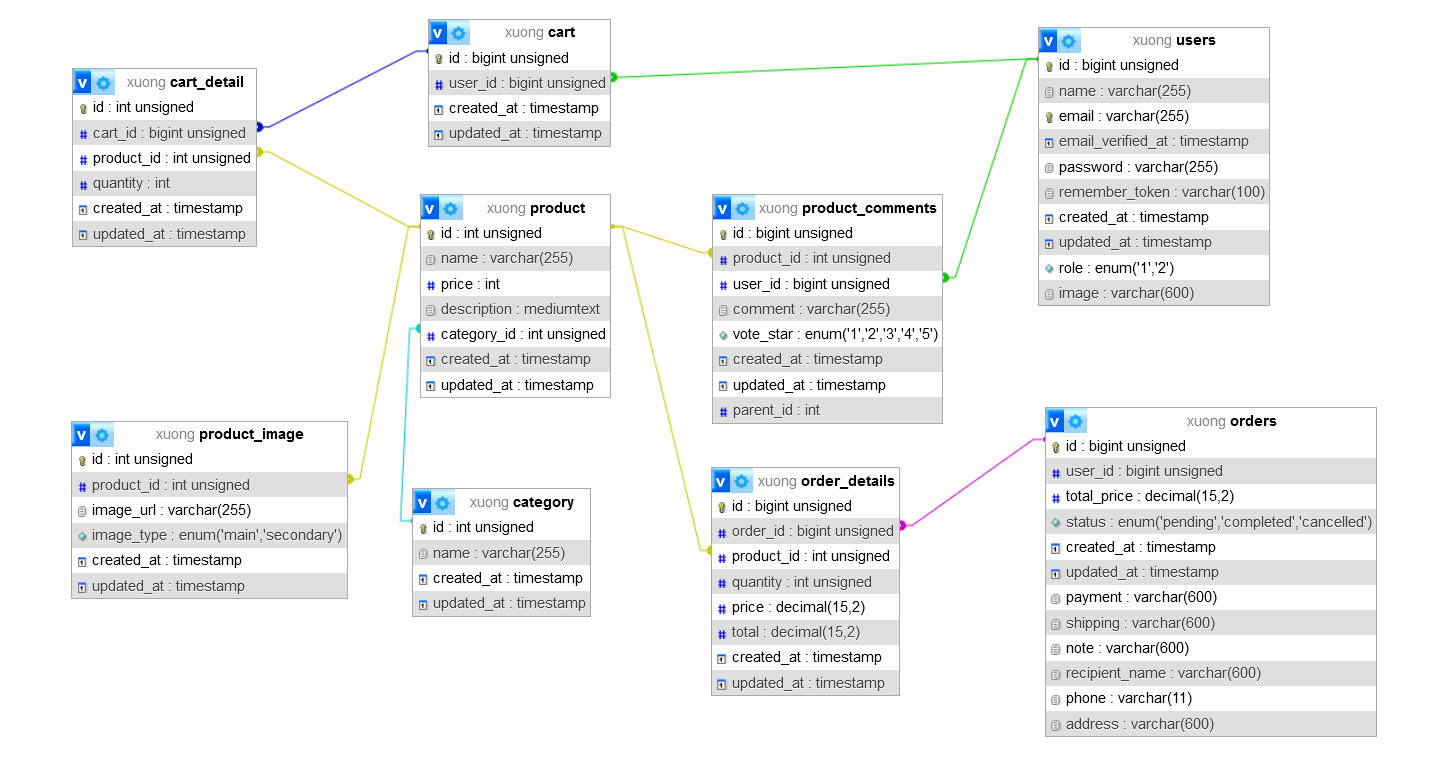 xuong cart_detail
id : int unsigned
cart_id : bigint unsigned
product_id : int unsigned
quantity : int
created_at : timestamp
updated_at : timestamp
xuong cart
id : bigint unsigned
user_id : bigint unsigned
created_at : timestamp
updated_at : timestamp
xuong users
id : bigint unsigned
name : varchar(255)
email : varchar(255)
email_verified_at : timestamp
password : varchar(255)
remember_token : varchar(100)
created_at : timestamp
updated_at : timestamp
role : enum('1','2')
image : varchar(600)
xuong product
id : int unsigned
name : varchar(255)
price : int
description : mediumtext
category_id : int unsigned
created_at : timestamp
updated_at : timestamp
xuong product_comments
id : bigint unsigned
product_id : int unsigned
user_id : bigint unsigned
comment : varchar(255)
vote_star : enum('1','2','3','4','5')
created_at : timestamp
updated_at : timestamp
parent_id : int
xuong product_image
id : int unsigned
product_id : int unsigned
image_url : varchar(255)
image_type : enum('main','secondary')
created_at : timestamp
updated_at : timestamp
xuong category
id : int unsigned
name : varchar(255)
created_at : timestamp
updated_at : timestamp
xuong order_details
id : bigint unsigned
order_id : bigint unsigned
product_id : int unsigned
quantity : int unsigned
price : decimal(15,2)
total : decimal(15,2)
created_at : timestamp
updated_at : timestamp
xuong orders
id : bigint unsigned
user_id : bigint unsigned
total_price : decimal(15,2)
status : enum('pending','completed','cancelled')
created_at : timestamp
updated_at : timestamp
payment : varchar(600)
shipping : varchar(600)
note : varchar(600)
recipient_name : varchar(600)
phone : varchar(11)
address : varchar(600)